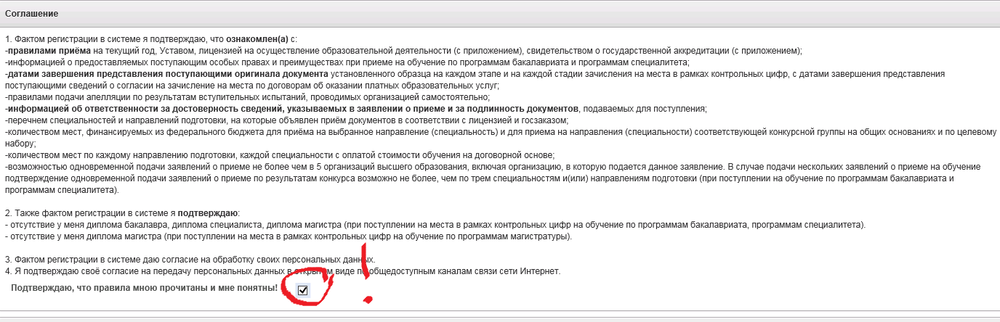 Соглашение
1. Фактом регистрации в системе я подтверждаю, что ознакомлен(а) с:
-правилами приёма на текущий год, Уставом, лицензией на осуществление образовательной деятельности (с приложением), свидетельством о государственной аккредитации (с приложением);
-информацией о предоставляемых поступающим особых правах и преимуществах при приеме на обучение по программам бакалавриата и программам специалитета;
-датами завершения представления поступающими оригинала документа установленного образца на каждом этапе и на каждой стадии зачисления на места в рамках контрольных цифр, с датами завершения представления
поступающими сведений о согласии на зачисление на места по договорам об оказании платных образовательных услуг;
-правилами подачи апелляции по результатам вступительных испытаний, проводимых организацией самостоятельно;
-информацией об ответственности за достоверность сведений, указываемых в заявлении о приеме и за подлинность документов, подаваемых для поступления;
-перечнем специальностей и направлений подготовки, на которые объявлен приём документов в соответствии с лицензией и госзаказом;
-количеством мест, финансируемых из федерального бюджета для приёма на выбранное направление (специальность) и для приема на направления (специальности) соответствующей конкурсной группы на общих основаниях и по целевому
набору;
-количеством мест по каждому направлению подготовки, каждой специальности с оплатой стоимости обучения на договорной основе;
-возможностью одновременной подачи заявлений о приеме не более чем в 5 организаций высшего образования, включая организацию, в которую подается данное заявление. В случае подачи нескольких заявлений о приеме на обучение
подтверждение одновременной подачи заявлений о приеме по результатам конкурса возможно не более, чем по трем специальностям и(или) направлениям подготовки (при поступлении на обучение по программам бакалавриата и
программам специалитета).
2. Также фактом регистрации в системе я подтверждаю:
- отсутствие у меня диплома бакалавра, диплома специалиста, диплома магистра (при поступлении на места в рамках контрольных цифр на обучение по программам бакалавриата, программам специалитета).
- отсутствие у меня диплома магистра (при поступлении на места в рамках контрольных цифр на обучение по программам магистратуры).
3. Фактом регистрации в системе даю согласие на обработку своих персональных данных.
4. Я подтверждаю своё согласие на передачу персональных данных в открытом виде по общедоступным каналам связи сети Интернет.
Подтверждаю, что правила мною прочитаны и мне понятны!
!